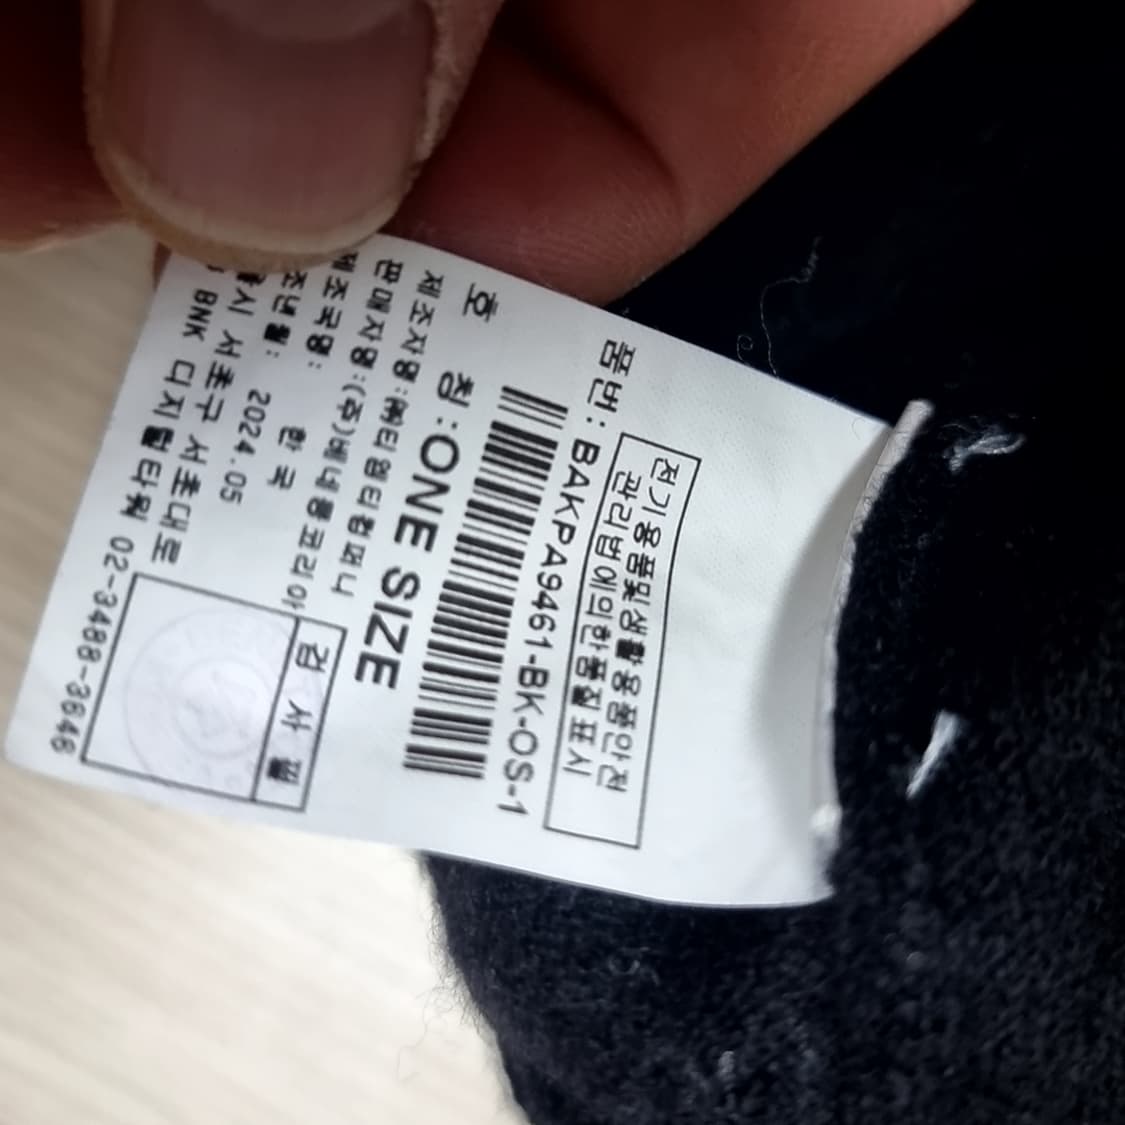 전기용품및생활용품안전
관리법에의한품질표시
품번: BAKPA9461-BK-OS-1
호 칭:ONE SIZE
제조자명:㈜티엠티컴퍼니
판매자명:(주)베네통코리아
제조국명: 한 국
조년월: 2024.05
시 서초구 서초대로
BNK 디지털타워 02-3488-3646
검 사 필